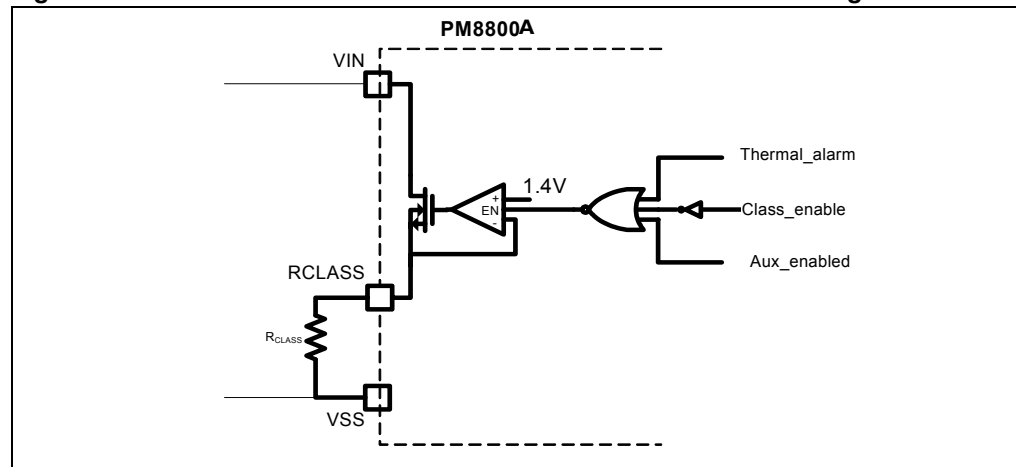 PM8800A
VIN
Thermal_alarm
1.4V
+
EN
-
Class_enable
Aux_enabled
RCLASS
RCLASS
VSS